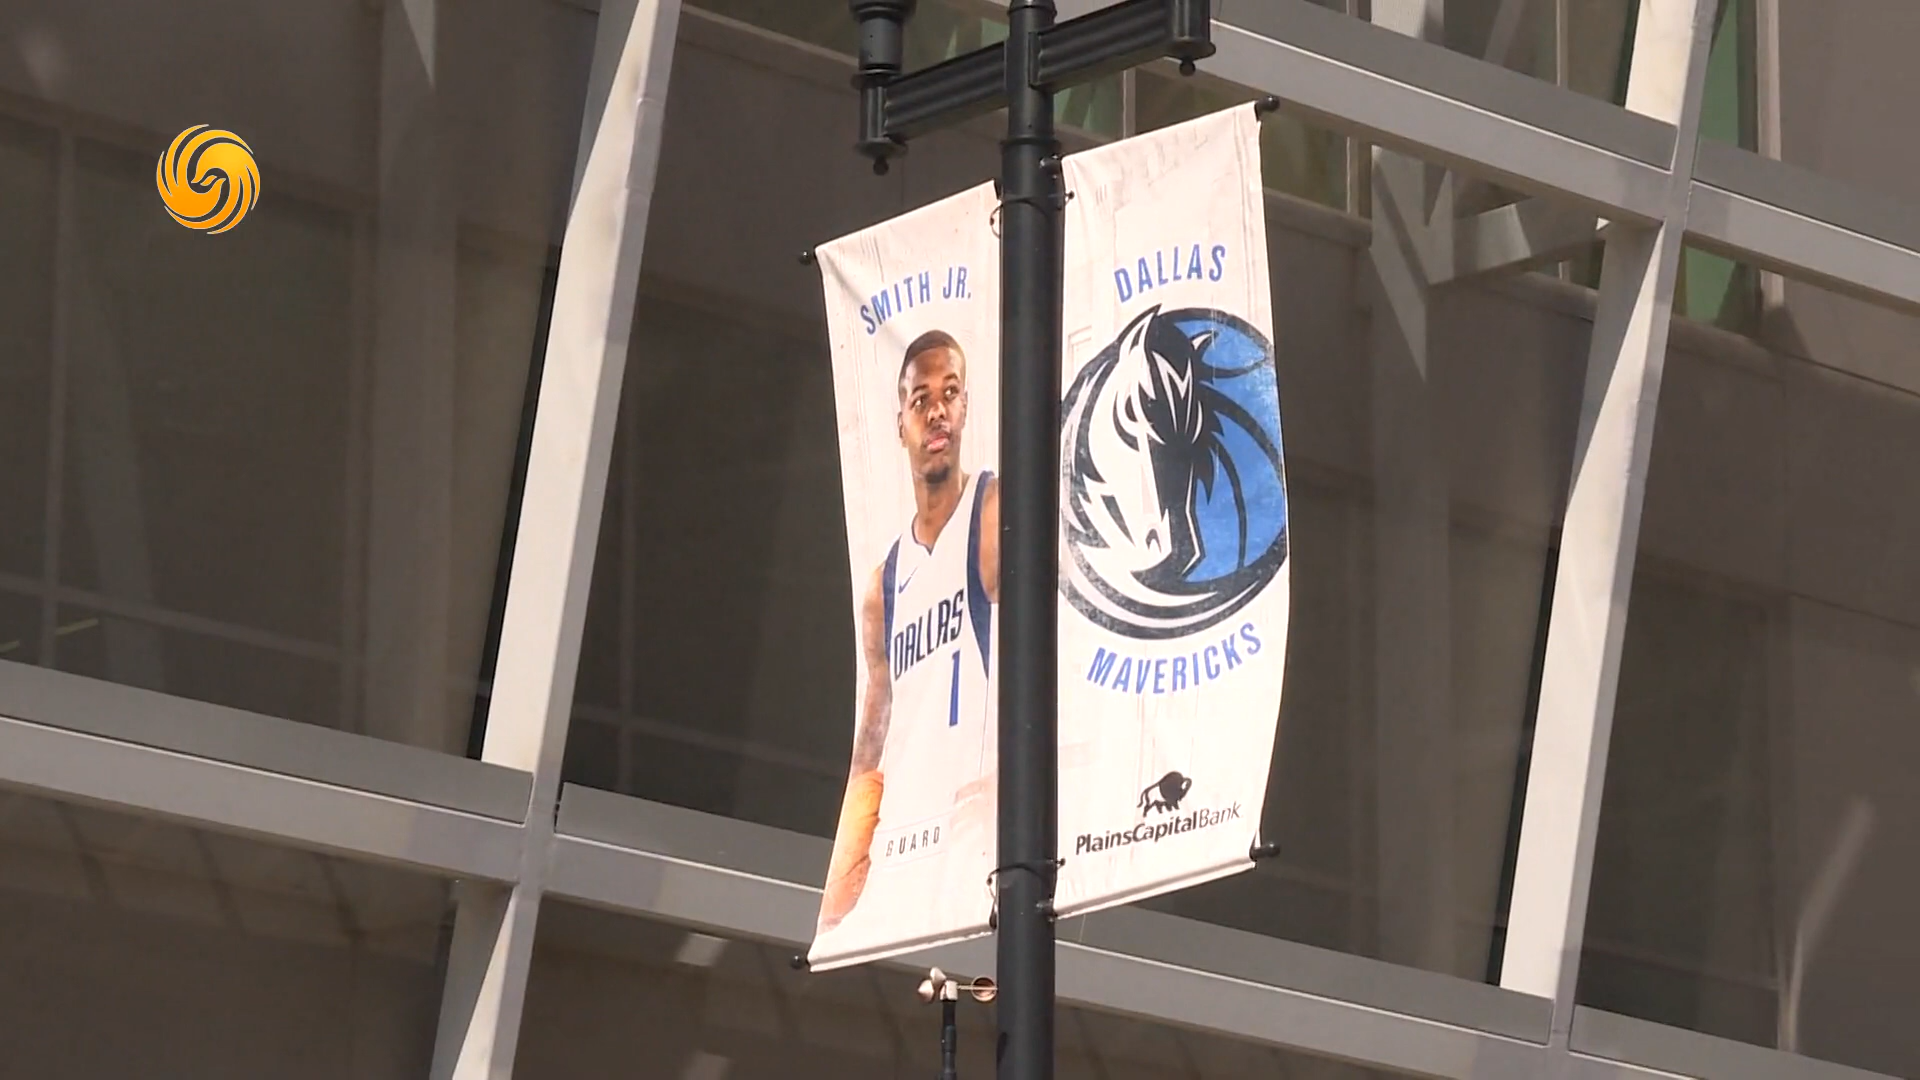 SMITH JR.
DALLAS
1
GUARD
DALLAS
MAVERICKS
PlainsCapitalBank